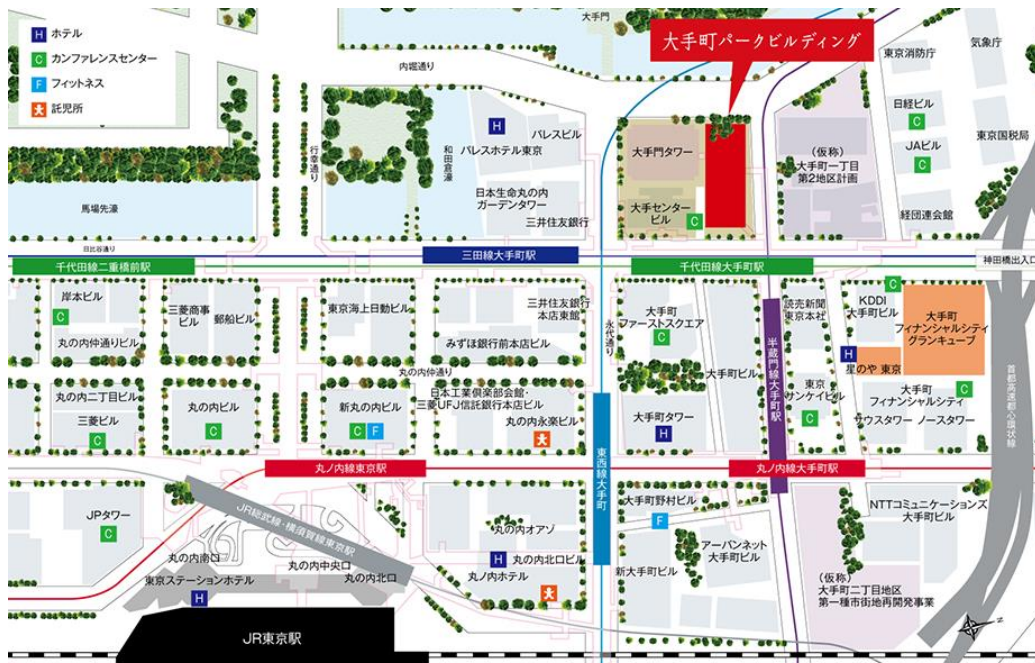 H ホテル
C カンファレンスセンター
F フィットネス
託児所
大手門
大手町パークビルディング
内堀通り
東京消防庁
気象庁
日経ビル
C
JAビル
C
東京国税局
経団連会館
H
パレスビル
パレスホテル東京
和田倉濠
行幸通り
日本生命丸の内
ガーデンタワー
三井住友銀行
大手門タワー
大手センター
ビル
C
(仮称)
大手町一丁目
第2地区計画
馬場先濠
日比谷通り
千代田線二重橋前駅
三田線大手町駅
千代田線大手町駅
神田橋出入口
岸本ビル
C
丸の内仲通りビル
三菱商事
ビル
郵船ビル
東京海上日動ビル
三井住友銀行
本店東館
みずほ銀行前本店ビル
永代通り
大手町
ファーストスクエア
C
大手町ビル
半蔵門線大手町駅
読売新聞
東京本社
C
KDDI
大手町ビル
H
星のや 東京
大手町
フィナンシャルシティ
グランキューブ
丸の内仲通り
丸の内二丁目ビル
三菱ビル
C
丸の内ビル
C
新丸の内ビル
C F
日本工業倶楽部会館・
三菱UFJ信託銀行本店ビル
丸の内永楽ビル
大手町タワー
H
東京
サンケイビル
C
大手町
フィナンシャルシティ
C
サウスタワー ノースタワー
首都高速都心環状線
丸ノ内線東京駅
東西線大手町
丸ノ内線大手町駅
JPタワー
C
JR総武線・横須賀線東京駅
丸の内南口
丸の内中央口
丸の内北口
東京ステーションホテル
H
JR東京駅
丸の内オアゾ
H
丸の内北口ビル
丸ノ内ホテル
大手町野村ビル
F
新大手町ビル
アーバンネット
大手町ビル
NTTコミュニケーションズ
大手町ビル
(仮称)
大手町二丁目地区
第一種市街地再開発事業
N